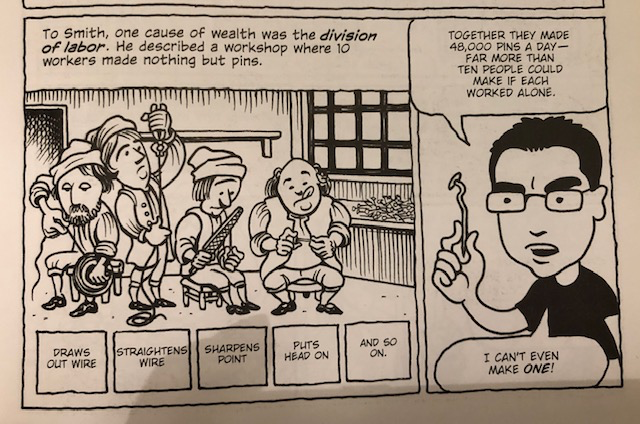 To Smith, one cause of wealth was the division
of labor. He described a workshop where 10
workers made nothing but pins.
TOGETHER THEY MADE
48,000 PINS A DAY—
FAR MORE THAN
TEN PEOPLE COULD
MAKE IF EACH
WORKED ALONE.
DRAWS
OUT WIRE
STRAIGHTENS
WIRE
SHARPENS
POINT
PUTS
HEAD ON
AND SO
ON.
I CAN'T EVEN
MAKE ONE!